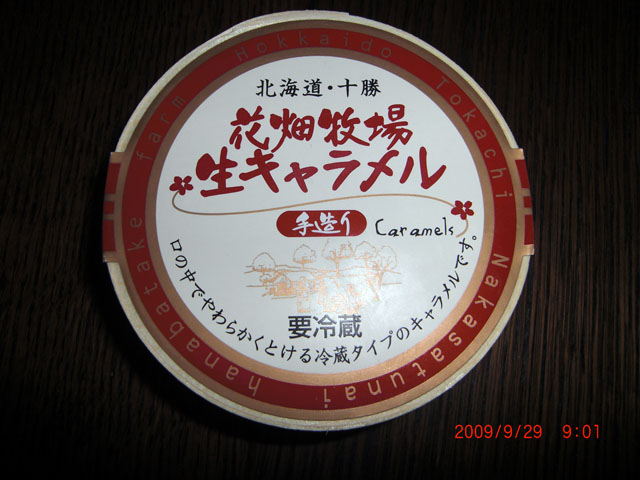 Hokkaido Tokachi Nakasatunai hanabatake farm
北海道・十勝
花畑牧場
生キャラメル
手造り Caramels
要冷蔵
口の中でやわらかくとける冷蔵タイプのキャラメルです。
2009/9/29 9:01